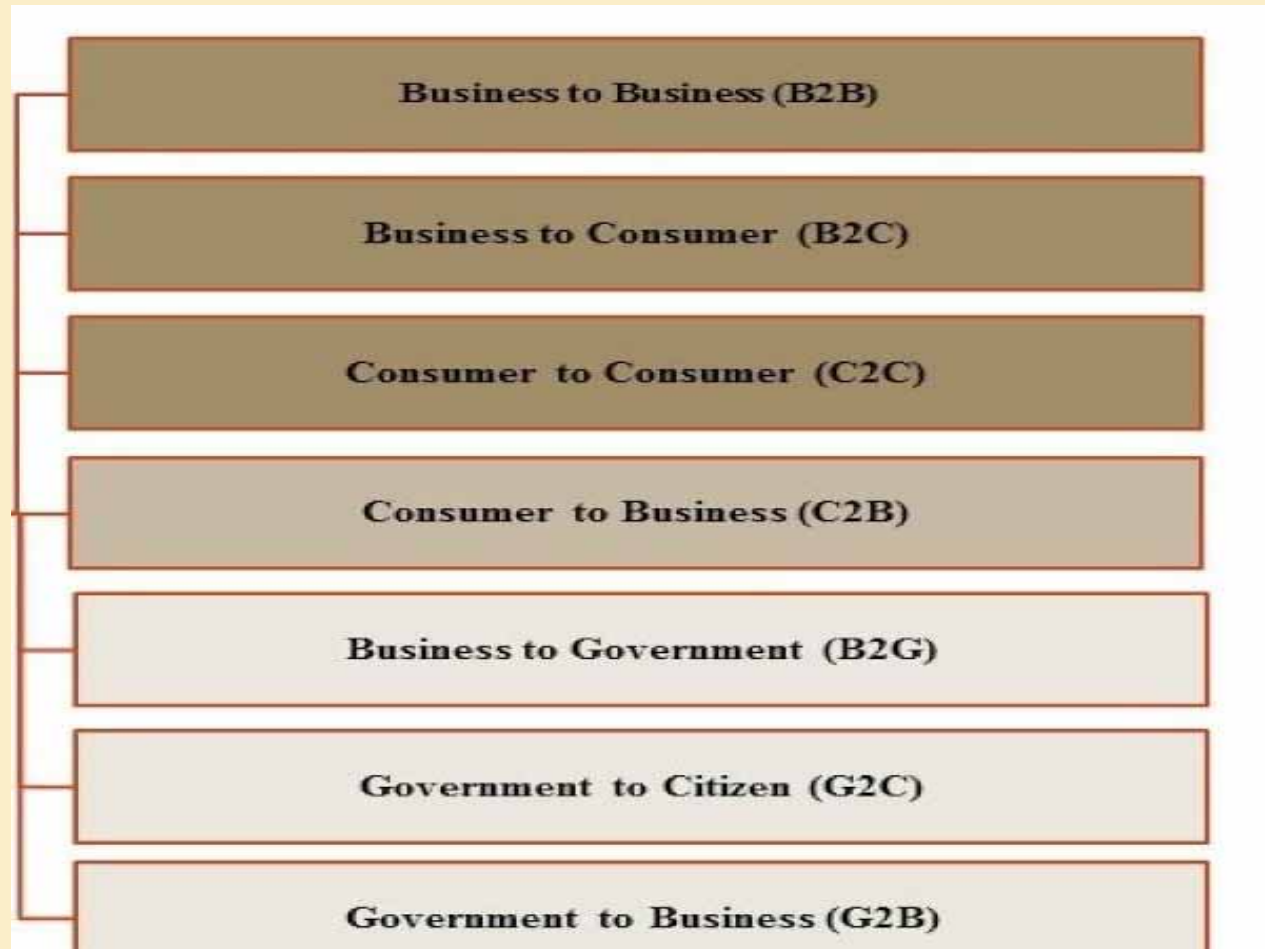 Business to Business (B2B)
Business to Consumer (B2C)
Consumer to Consumer (C2C)
Consumer to Business (C2B)
Business to Government (B2G)
Government to Citizen (G2C)
Government to Business (G2B)